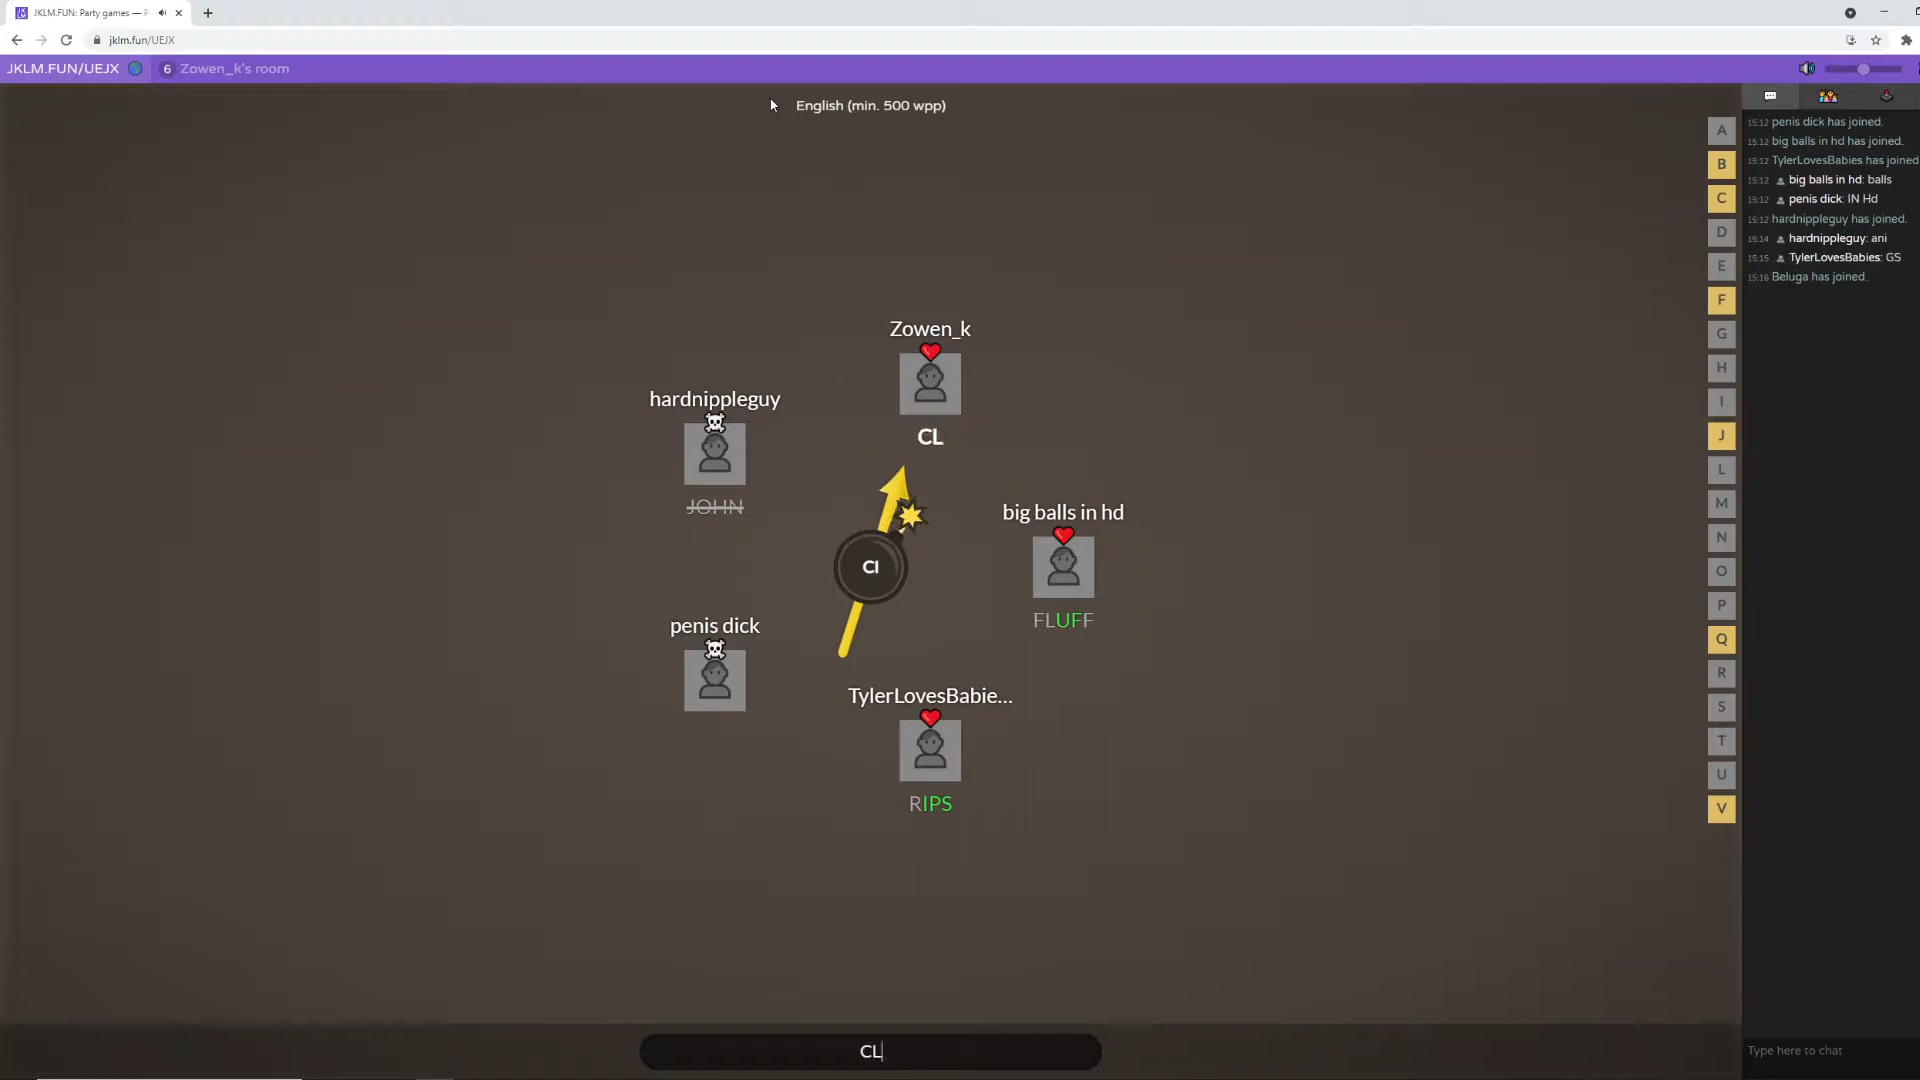 JKLM.FUN: Party games — P
jklm.fun/UEJX
JKLM.FUN/UEJX
6 Zowen_k's room
English (min. 500 wpp)
Zowen_k
CL
hardnippleguy
JOHN
big balls in hd
FLUFF
CI
penis dick
TylerLovesBabie...
RIPS
CL
A
B
C
D
E
F
G
H
I
J
L
M
N
O
P
Q
R
S
T
U
V
15:12 penis dick has joined.
15:12 big balls in hd has joined.
15:12 TylerLovesBabies has joined
15:12 big balls in hd: balls
15:12 penis dick: IN Hd
15:12 hardnippleguy has joined.
15:14 hardnippleguy: ani
15:15 TylerLovesBabies: GS
15:16 Beluga has joined.
Type here to chat